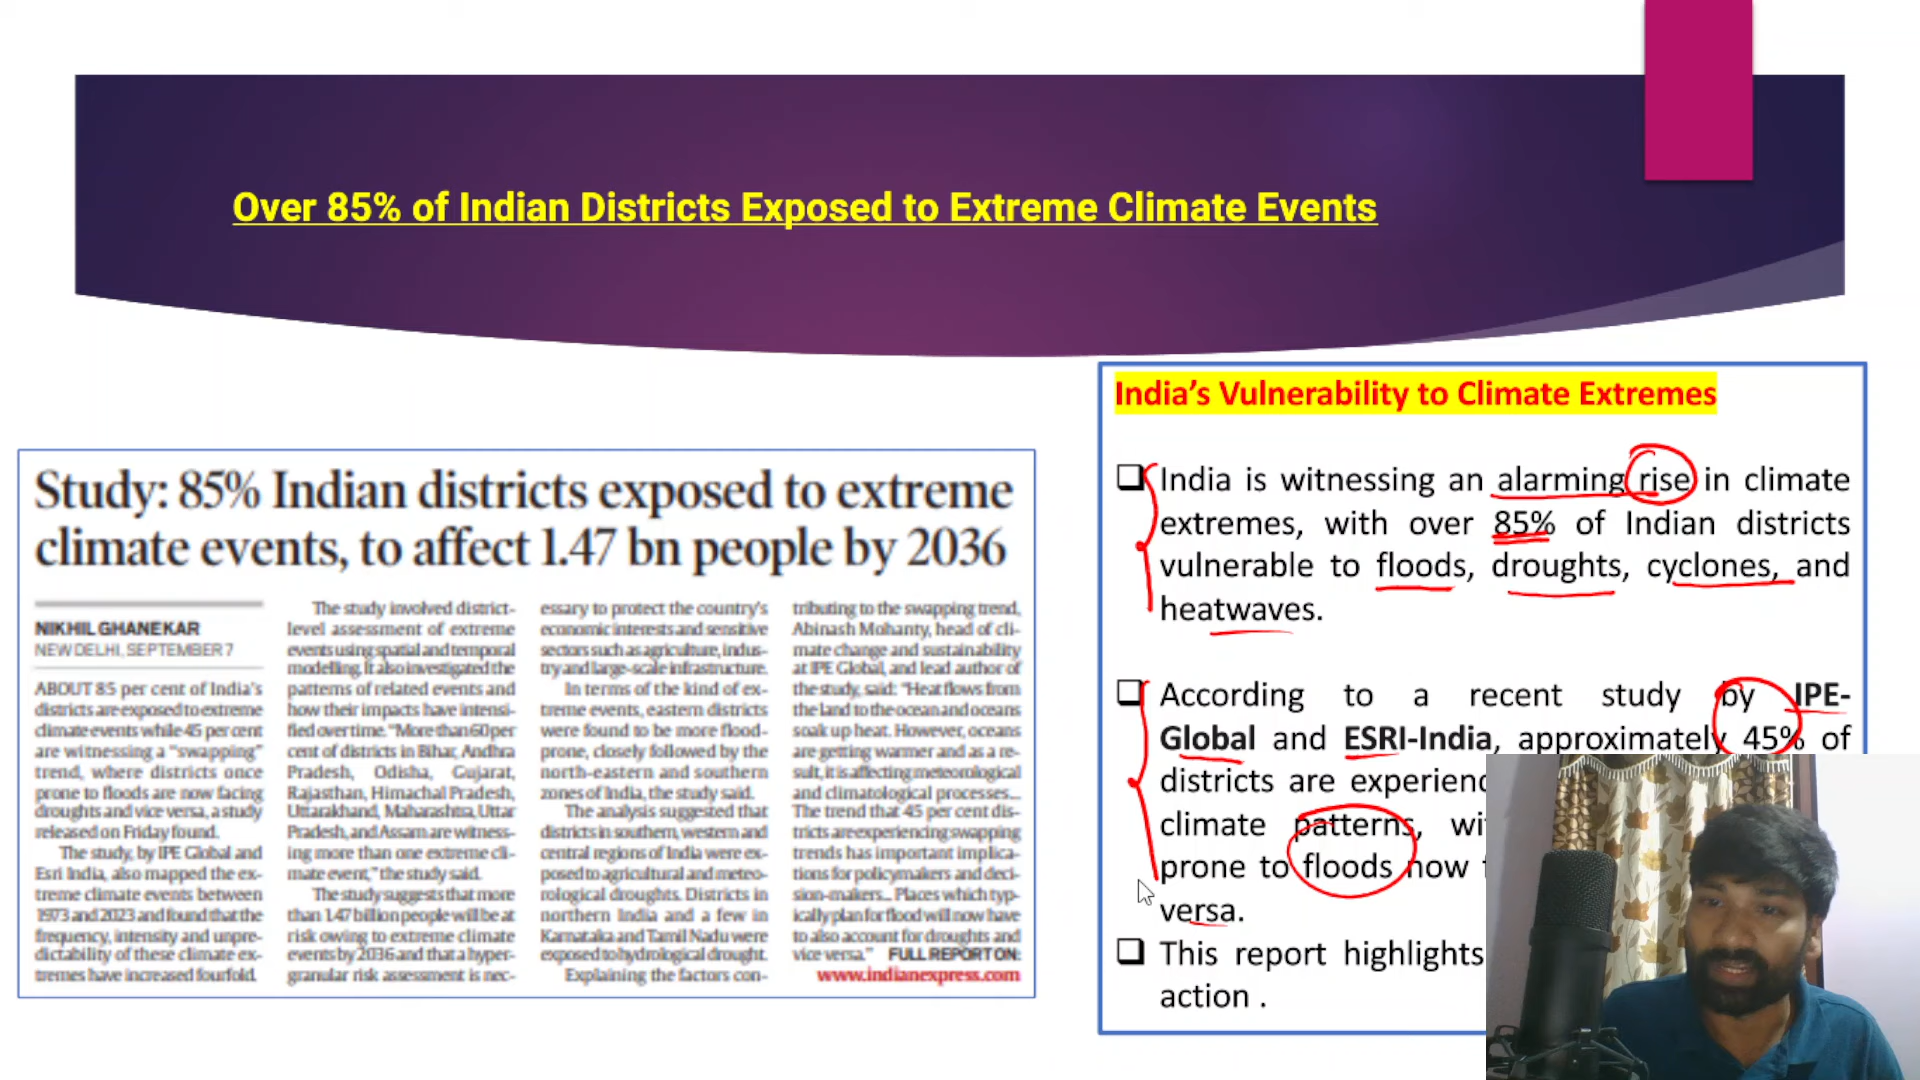 Over 85% of Indian Districts Exposed to Extreme Climate Events
Study: 85% Indian districts exposed to extreme
climate events, to affect 1.47 bn people by 2036
NIKHIL GHANEKAR
NEW DELHI, SEPTEMBER 7
ABOUT 85 per cent of India's
districts are exposed to extreme
climate events while 45 per cent
are witnessing a "swapping"
trend, where districts once
prone to floods are now facing
droughts and vice versa, a study
released on Friday found.
The study, by IPE Global and
Esri India, also mapped the ex-
treme climate events between
1973 and 2023 and found that the
frequency, intensity and unpre-
dictability of these climate ex-
tremes have increased fourfold.
The study involved district-
level assessment of extreme
events using spatial and temporal
modelling. It also investigated the
patterns of related events and
how their impacts have intensi-
fied over time. "More than 60 per
cent of districts in Bihar, Andhra
Pradesh, Odisha, Gujarat,
Rajasthan, Himachal Pradesh,
Uttarakhand, Maharashtra, Uttar
Pradesh, and Assam are witness-
ing more than one extreme cli-
mate event," the study said.
The study suggests that more
than 1.47 billion people will be at
risk owing to extreme climate
events by 2036 and that a hyper-
granular risk assessment is nec-
essary to protect the country's
economic interests and sensitive
sectors such as agriculture, indus-
try and large-scale infrastructure.
In terms of the kind of ex-
treme events, eastern districts
were found to be more flood-
prone, closely followed by the
north-eastern and southern
zones of India, the study said.
The analysis suggested that
districts in southern, western and
central regions of India were ex-
posed to agricultural and meteo-
rological droughts. Districts in
northern India and a few in
Karnataka and Tamil Nadu were
exposed to hydrological drought.
Explaining the factors con-
tributing to the swapping trend,
Abinash Mohanty, head of cli-
mate change and sustainability
at IPE Global, and lead author of
the study, said: "Heat flows from
the land to the ocean and oceans
soak up heat. However, oceans
are getting warmer and as a re-
sult, it is affecting meteorological
and climatological processes...
The trend that 45 per cent dis-
tricts are experiencing swapping
trends has important implica-
tions for policymakers and deci-
sion-makers... Places which typ-
ically plan for flood will now have
to also account for droughts and
vice versa." FULL REPORT ON:
www.indianexpress.com
India's Vulnerability to Climate Extremes
India is witnessing an alarming rise in climate
extremes, with over 85% of Indian districts
vulnerable to floods, droughts, cyclones, and
heatwaves.
According to a recent study by IPE-
Global and ESRI-India, approximately 45% of
districts are experienc
climate patterns, wi
prone to floods now
versa.
This report highlights
action .